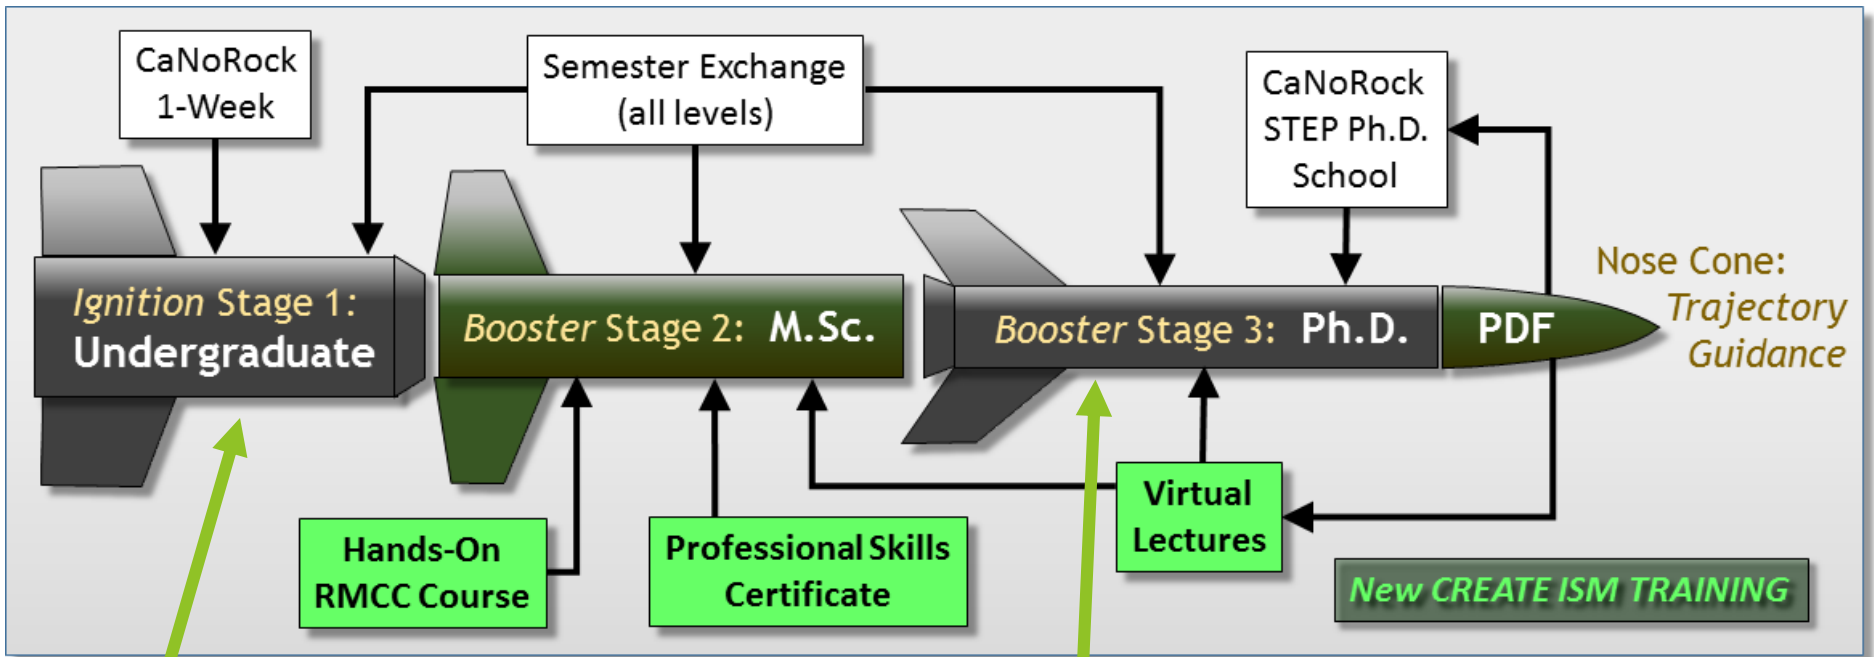 CaNoRock
1-Week
Semester Exchange
(all levels)
CaNoRock
STEP Ph.D.
School
Ignition Stage 1:
Undergraduate
Booster Stage 2: M.Sc.
Booster Stage 3: Ph.D.
PDF
Nose Cone:
Trajectory
Guidance
Hands-On
RMCC Course
Professional Skills
Certificate
Virtual
Lectures
New CREATE ISM TRAINING